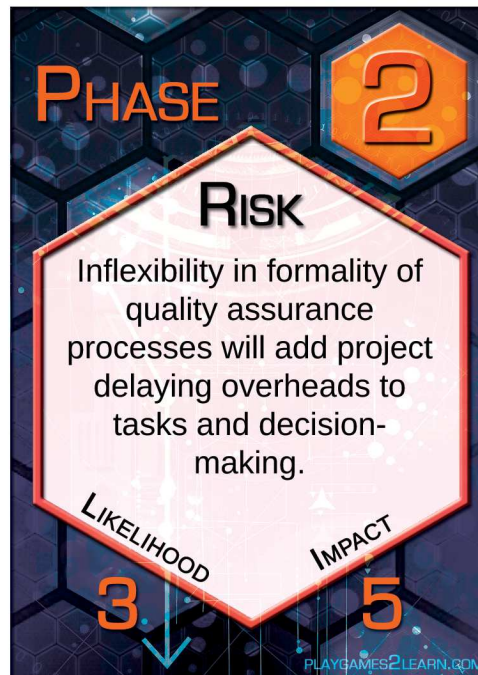 PHASE 2
RISK
Inflexibility in formality of
quality assurance
processes will add project
delaying overheads to
tasks and decision-
making.
LIKELIHOOD IMPACT
3 5
PLAYGAMES2LEARN.COM